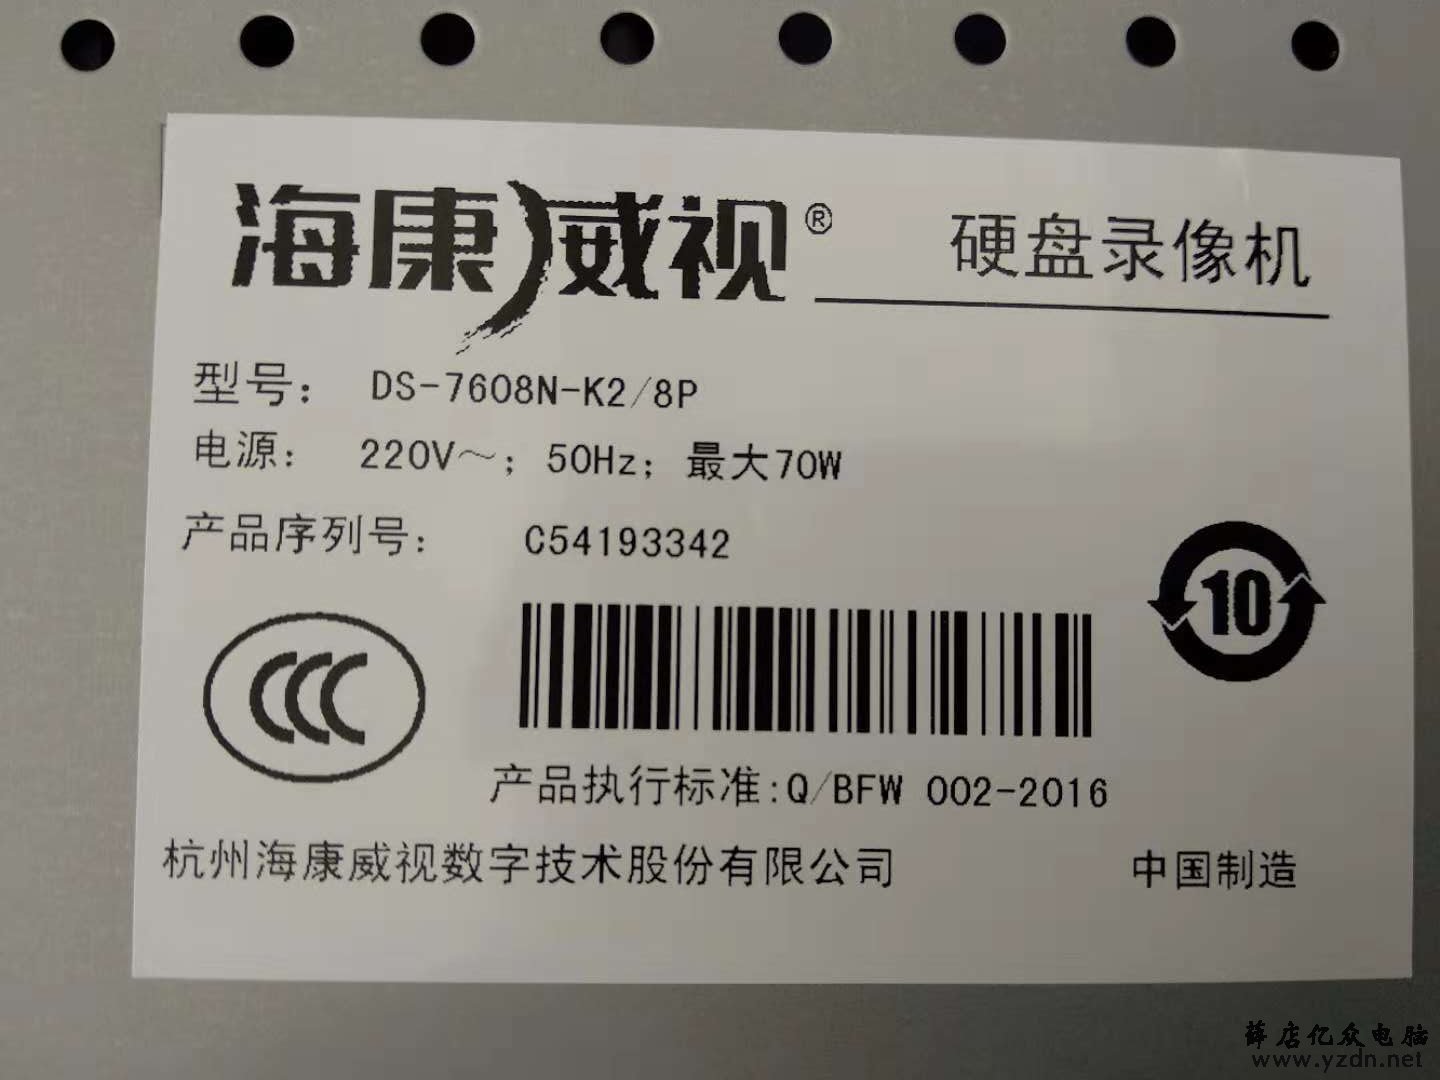 海康威视® 硬盘录像机
型号： DS-7608N-K2/8P
电源： 220V～; 50Hz; 最大70W
产品序列号： C54193342
CCC
10
产品执行标准:Q/BFW 002-2016
杭州海康威视数字技术股份有限公司 中国制造
薛店亿众电脑
www.yzdn.net